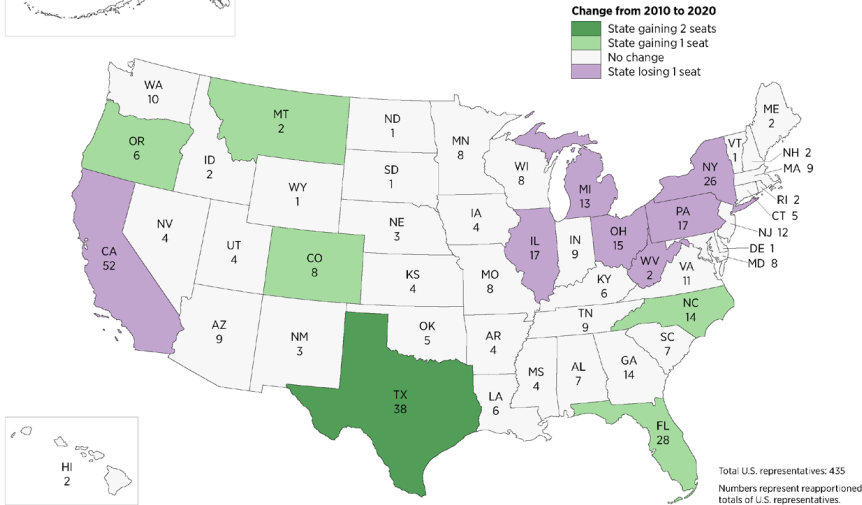 Change from 2010 to 2020
State gaining 2 seats
State gaining 1 seat
No change
State losing 1 seat
WA
10
OR
6
CA
52
NV
4
ID
2
MT
2
WY
1
UT
4
CO
8
AZ
9
NM
3
ND
1
SD
1
NE
3
KS
4
OK
5
TX
38
MN
8
IA
4
MO
8
AR
4
LA
6
WI
8
IL
17
MI
13
IN
9
OH
15
KY
6
TN
9
MS
4
AL
7
GA
14
FL
28
SC
7
NC
14
VA
11
WV
2
PA
17
NY
26
VT
1
ME
2
NH 2
MA 9
RI 2
CT 5
NJ 12
DE 1
MD 8
HI
2
Total U.S. representatives: 435
Numbers represent reapportioned
totals of U.S. representatives.